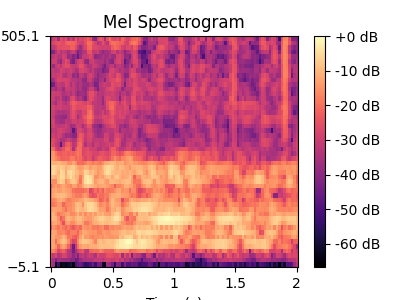 Mel Spectrogram
505.1
−5.1
0
0.5
1
1.5
2
+0 dB
-10 dB
-20 dB
-30 dB
-40 dB
-50 dB
-60 dB